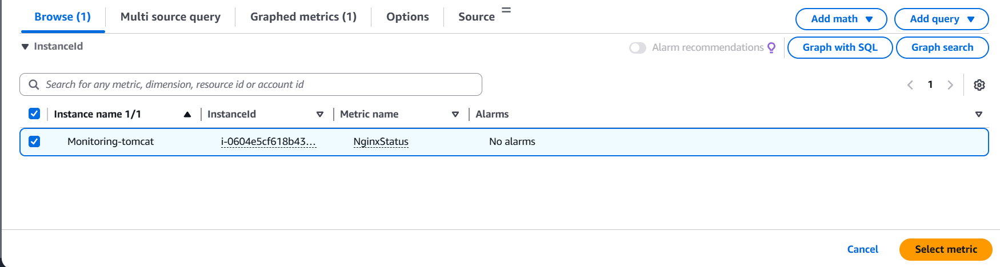 Browse (1) Multi source query Graphed metrics (1) Options Source Add math Add query
InstanceId Alarm recommendations Graph with SQL Graph search
Search for any metric, dimension, resource id or account id 1
Instance name 1/1 InstanceId Metric name Alarms
Monitoring-tomcat i-0604e5cf618b43... NginxStatus No alarms
Cancel Select metric